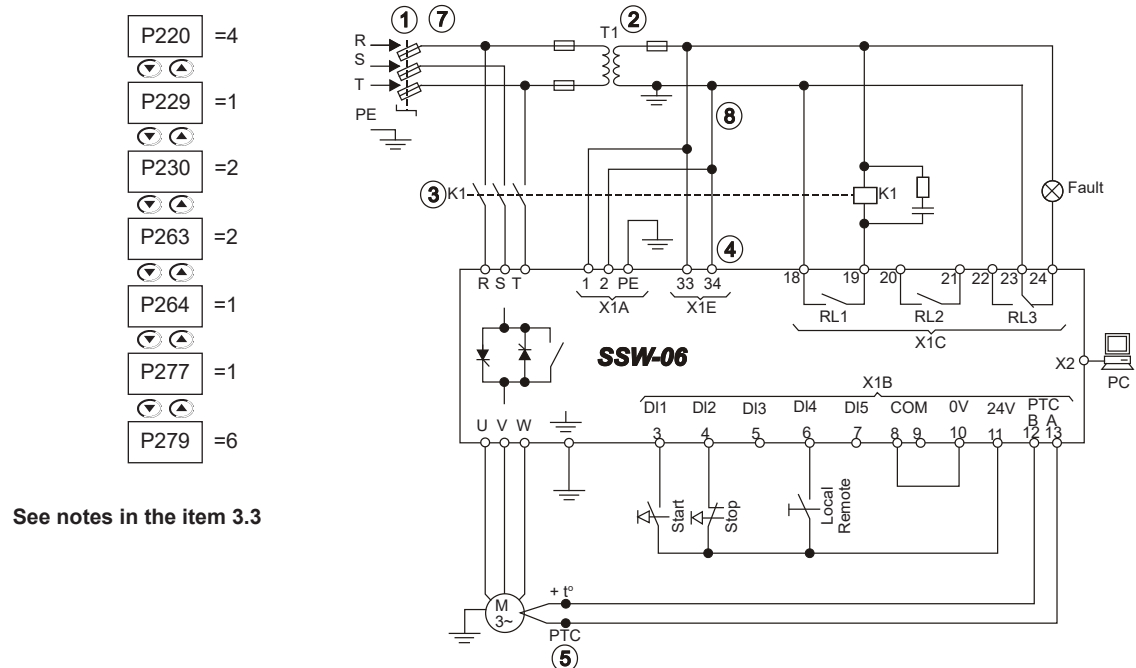 P220 =4
P229 =1
P230 =2
P263 =2
P264 =1
P277 =1
P279 =6
See notes in the item 3.3
1 7 T1 2
R
S
T
PE
8
3 K1 K1 Fault
4
R S T 1 2 PE 33 34 18 19 20 21 22 23 24
X1A X1E RL1 RL2 RL3
X1C
SSW-06
X2
PC
X1B
DI1 DI2 DI3 DI4 DI5 COM 0V 24V PTC
B A
U V W 3 4 5 6 7 8 9 10 11 12 13
Start
Stop
Local
Remote
+ tº
M
3~
PTC
5